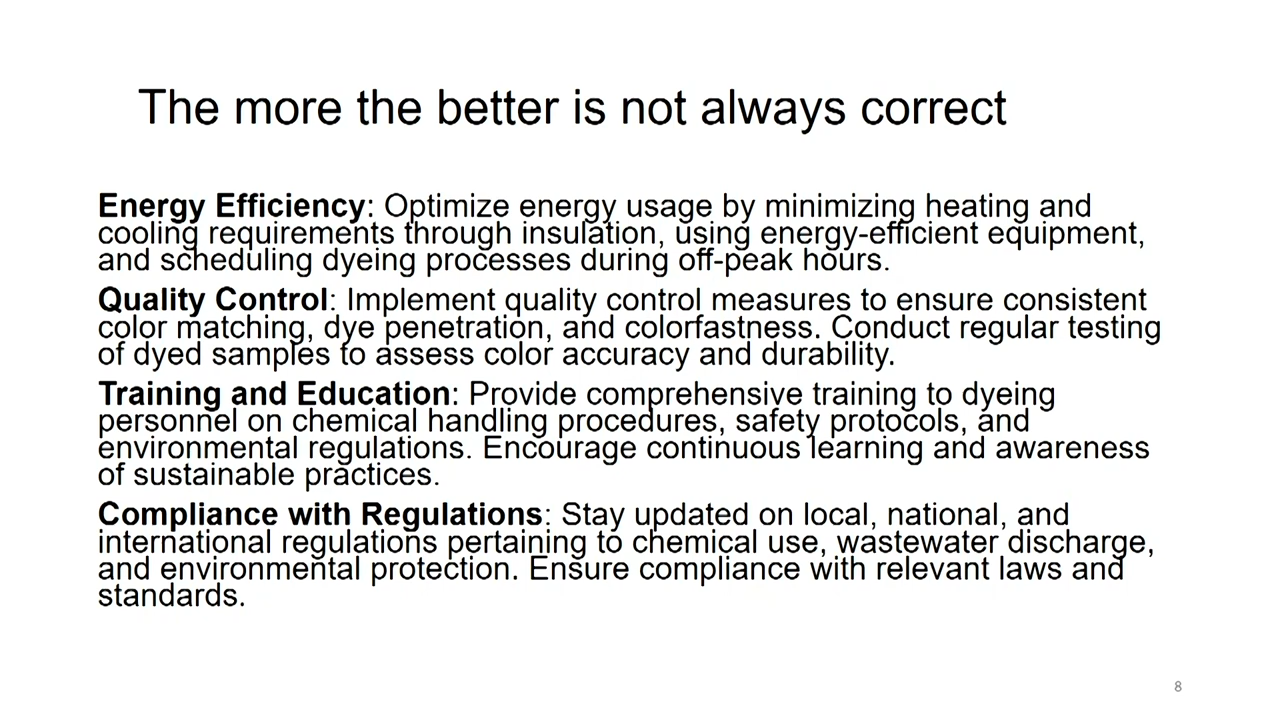 The more the better is not always correct
Energy Efficiency: Optimize energy usage by minimizing heating and
cooling requirements through insulation, using energy-efficient equipment,
and scheduling dyeing processes during off-peak hours.
Quality Control: Implement quality control measures to ensure consistent
color matching, dye penetration, and colorfastness. Conduct regular testing
of dyed samples to assess color accuracy and durability.
Training and Education: Provide comprehensive training to dyeing
personnel on chemical handling procedures, safety protocols, and
environmental regulations. Encourage continuous learning and awareness
of sustainable practices.
Compliance with Regulations: Stay updated on local, national, and
international regulations pertaining to chemical use, wastewater discharge,
and environmental protection. Ensure compliance with relevant laws and
standards.
8